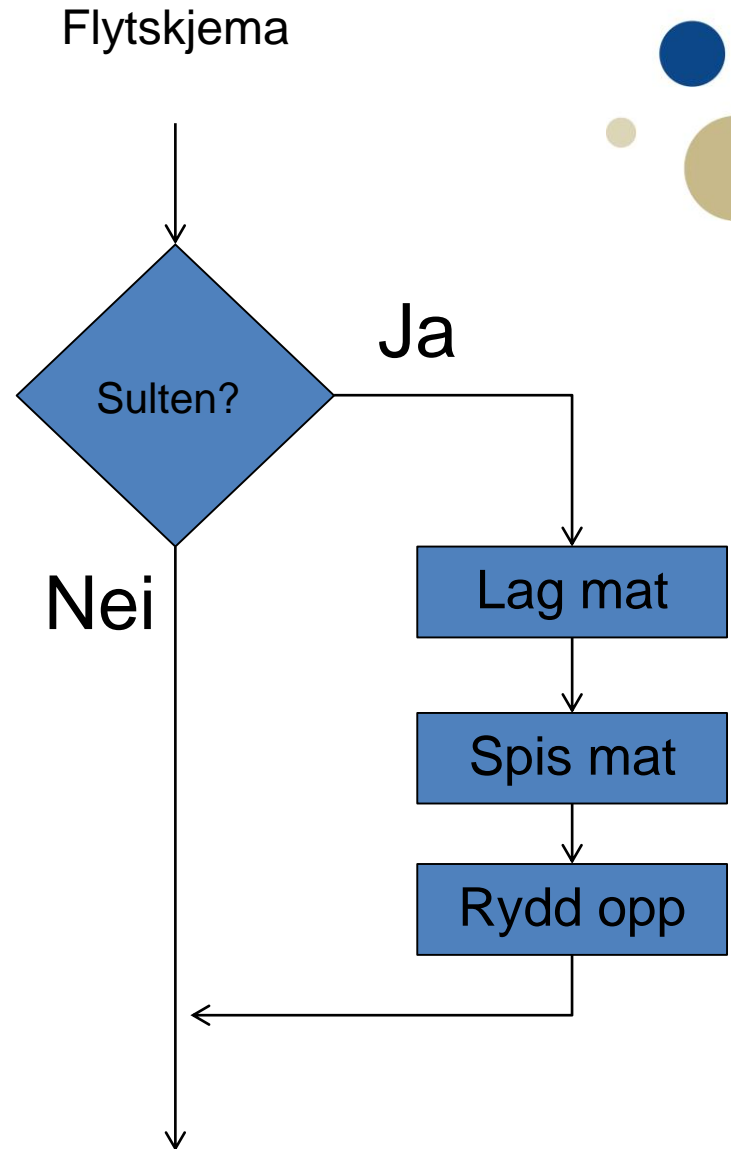 Flytskjema
Ja
Sulten?
Nei
Lag mat
Spis mat
Rydd opp